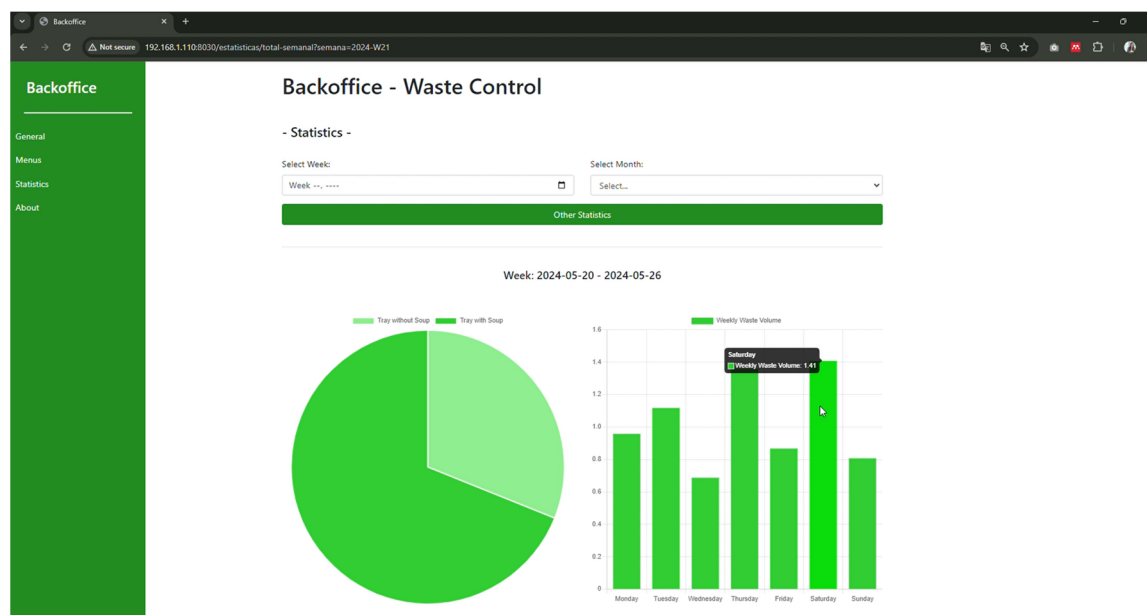 Backoffice
Not secure 192.168.1.110:8030/estatisticas/total-semanal?semana=2024-W21
Backoffice
General
Menus
Statistics
About
Backoffice - Waste Control
- Statistics -
Select Week:
Select Month:
Week --, ----
Select...
Other Statistics
Week: 2024-05-20 - 2024-05-26
Tray without Soup Tray with Soup
Weekly Waste Volume
1.6
1.4
1.2
1.0
0.8
0.6
0.4
0.2
0
Saturday
Weekly Waste Volume: 1.41
Monday Tuesday Wednesday Thursday Friday Saturday Sunday